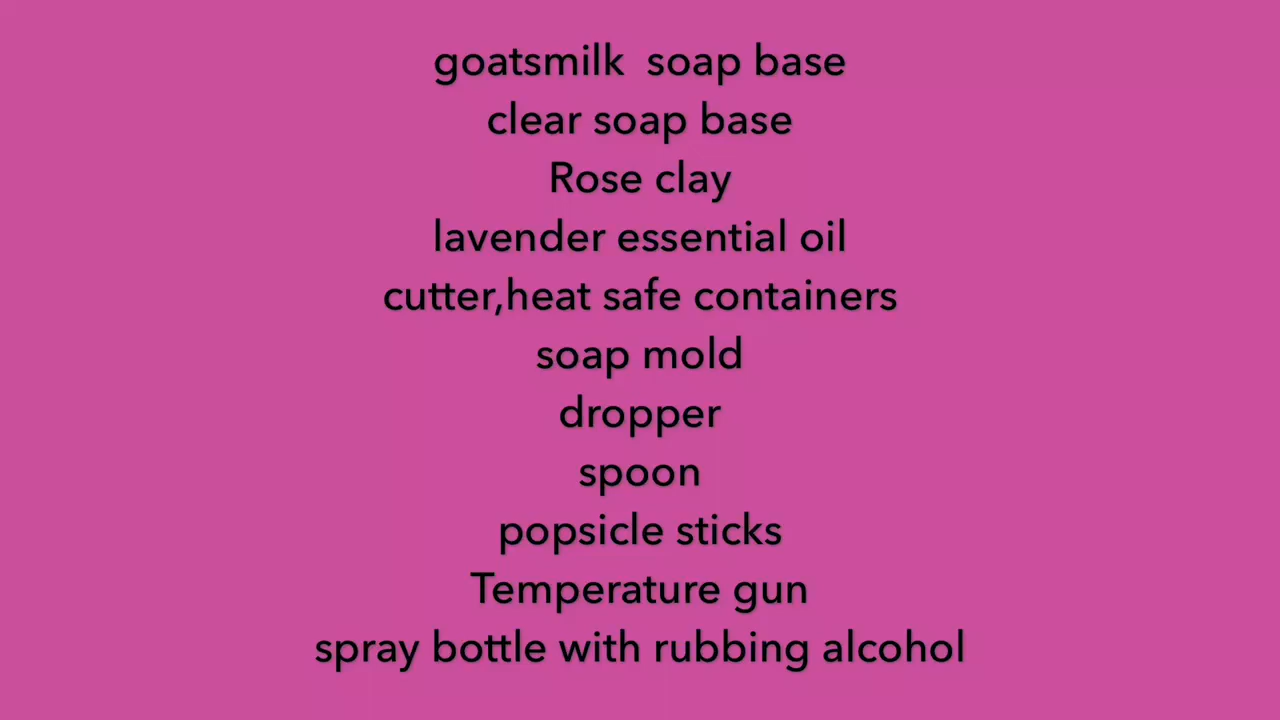 goatsmilk  soap base
clear soap base
Rose clay
lavender essential oil
cutter,heat safe containers
soap mold
dropper
spoon
popsicle sticks
Temperature gun
spray bottle with rubbing alcohol